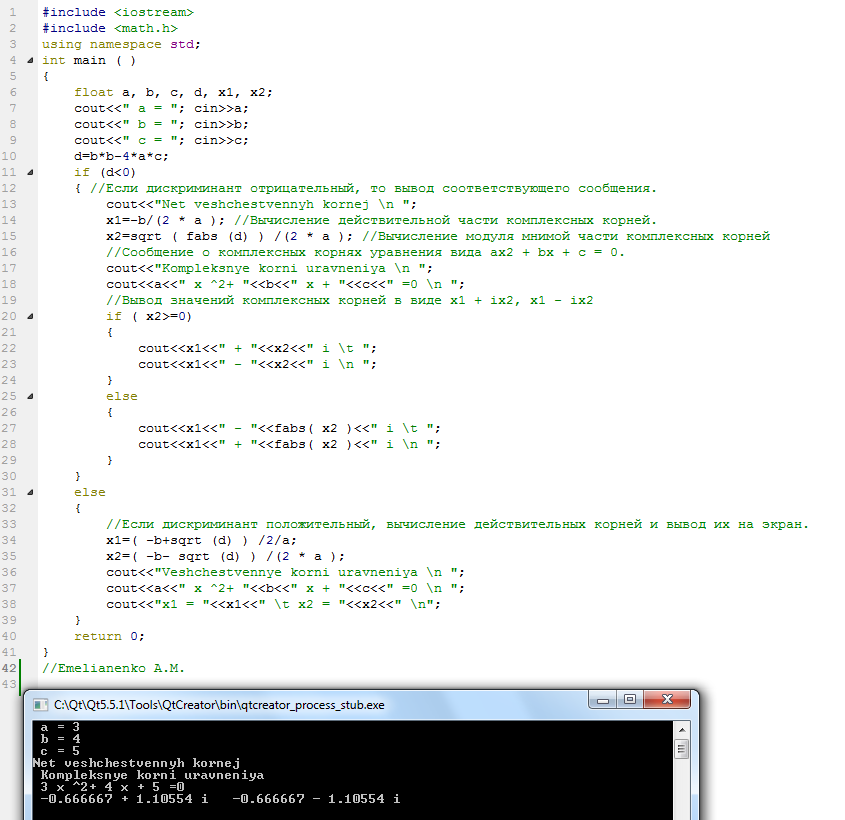 1 #include <iostream>
2 #include <math.h>
3 using namespace std;
4 int main ( )
5 {
6 float a, b, c, d, x1, x2;
7 cout<<" a = "; cin>>a;
8 cout<<" b = "; cin>>b;
9 cout<<" c = "; cin>>c;
10 d=b*b-4*a*c;
11 if (d<0)
12 { //Если дискриминант отрицательный, то вывод соответствующего сообщения.
13 cout<<"Net veshchestvennyh kornej \n ";
14 x1=-b/(2 * a ); //Вычисление действительной части комплексных корней.
15 x2=sqrt ( fabs (d) ) /(2 * a ); //Вычисление модуля мнимой части комплексных корней
16 //Сообщение о комплексных корнях уравнения вида ax2 + bx + c = 0.
17 cout<<"Kompleksnye korni uravneniya \n ";
18 cout<<a<<" x ^2+ "<<b<<" x + "<<c<<" =0 \n ";
19 //Вывод значений комплексных корней в виде x1 + ix2, x1 - ix2
20 if ( x2>=0)
21 {
22 cout<<x1<<" + "<<x2<<" i \t ";
23 cout<<x1<<" - "<<x2<<" i \n ";
24 }
25 else
26 {
27 cout<<x1<<" - "<<fabs( x2 )<<" i \t ";
28 cout<<x1<<" + "<<fabs( x2 )<<" i \n ";
29 }
30 }
31 else
32 {
33 //Если дискриминант положительный, вычисление действительных корней и вывод их на экран.
34 x1=( -b+sqrt (d) ) /2/a;
35 x2=( -b- sqrt (d) ) /(2 * a );
36 cout<<"Veshchestvennye korni uravneniya \n ";
37 cout<<a<<" x ^2+ "<<b<<" x + "<<c<<" =0 \n ";
38 cout<<"x1 = "<<x1<<" \t x2 = "<<x2<<" \n";
39 }
40 return 0;
41 }
42 //Emelianenko A.M.
43
C:\Qt\Qt5.5.1\Tools\QtCreator\bin\qtcreator_process_stub.exe
a = 3
b = 4
c = 5
Net veshchestvennyh kornej
Kompleksnye korni uravneniya
3 x ^2+ 4 x + 5 =0
-0.666667 + 1.10554 i -0.666667 - 1.10554 i